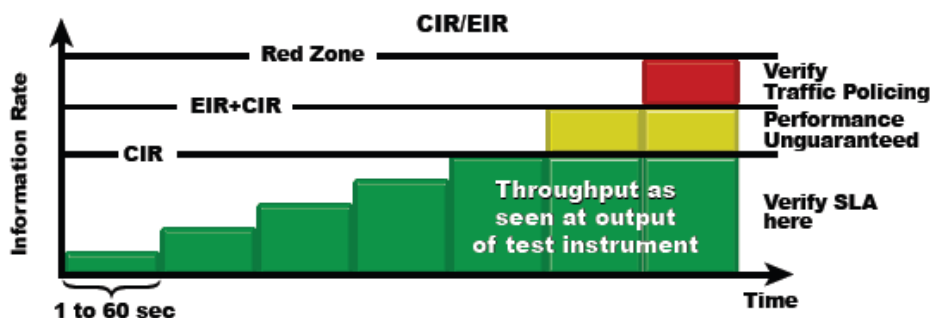 CIR/EIR
Red Zone
Verify
Traffic Policing
EIR+CIR
Performance
Unguaranteed
CIR
Information Rate
Throughput as
seen at output
of test instrument
Verify SLA
here
1 to 60 sec
Time